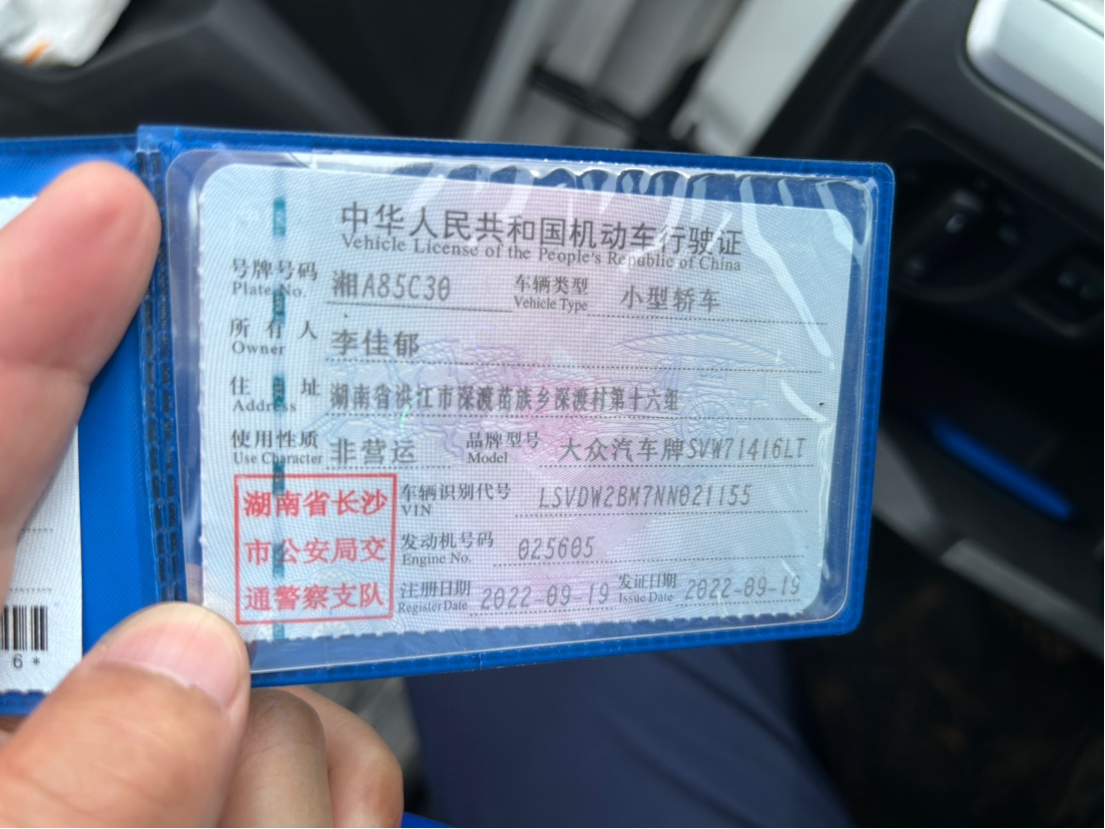 中华人民共和国机动车行驶证
Vehicle License of the People's Republic of China
号牌号码 湘A85C30 车辆类型 小型轿车
Plate No. Vehicle Type
所有人 李佳郁
Owner
住址 湖南省洪江市深渡苗族乡深渡村第十六组
Address
使用性质 非营运 品牌型号 大众汽车牌SVW71416LT
Use Character Model
湖南省长沙
市公安局交
通警察支队
车辆识别代号 LSVDW2BM7NN021155
VIN
发动机号码 025605
Engine No.
注册日期 2022-09-19 发证日期 2022-09-19
Register Date Issue Date
6*